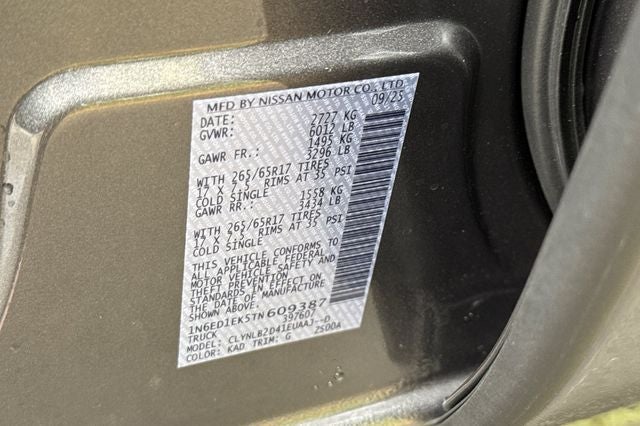 MFD BY NISSAN MOTOR CO., LTD.
DATE: 09/25
GVWR: 2727 KG
6012 LB
GAWR FR.: 1495 KG
3296 LB
WITH 265/65R17 TIRES
17 X 7.5 RIMS AT 35 PSI
COLD SINGLE
GAWR RR.: 1558 KG
3434 LB
WITH 265/65R17 TIRES
17 X 7.5 RIMS AT 35 PSI
COLD SINGLE
THIS VEHICLE CONFORMS TO
ALL APPLICABLE FEDERAL
MOTOR VEHICLE SAFETY AND
THEFT PREVENTION
STANDARDS IN EFFECT ON
THE DATE OF MANUFACTURE
SHOWN ABOVE.
1N6ED1EK5TN609387
TRUCK 397607
MODEL: CLYNLB2D41EUAAJ--D
COLOR: KAD TRIM: G 2500A